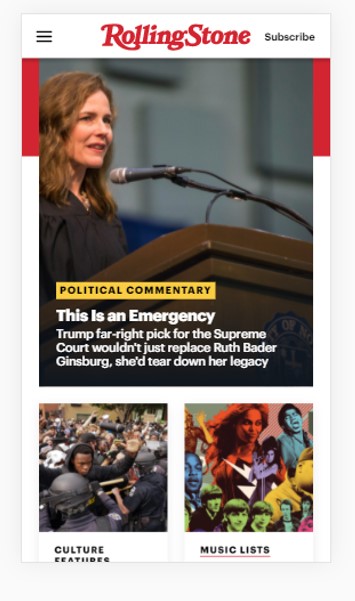 RollingStone
Subscribe
POLITICAL COMMENTARY
This Is an Emergency
Trump far-right pick for the Supreme
Court wouldn't just replace Ruth Bader
Ginsburg, she'd tear down her legacy
CULTURE
FEATURES
MUSIC LISTS